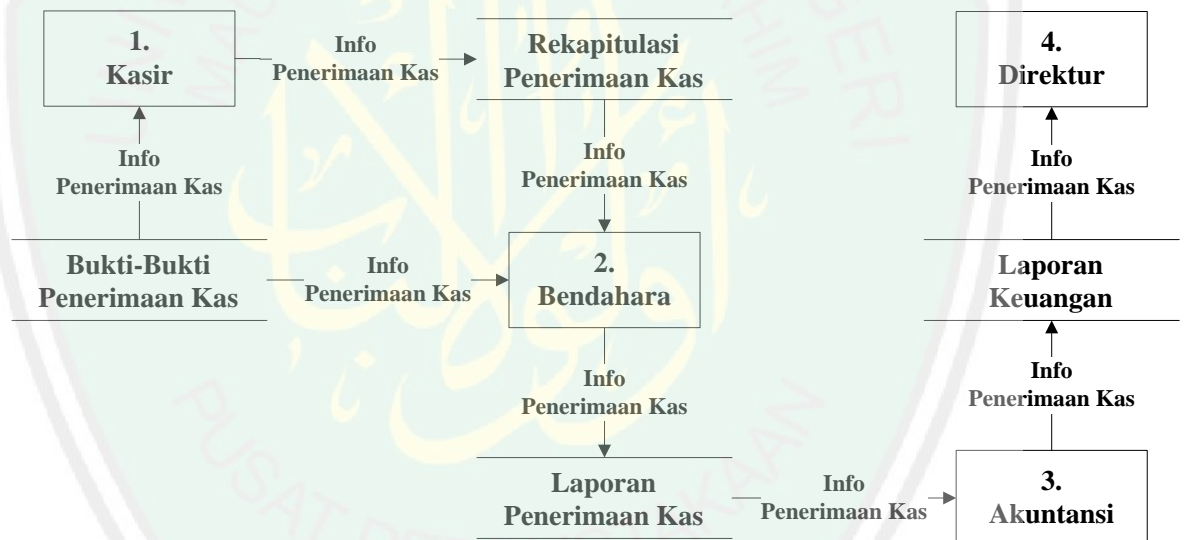 1.
Kasir
Info
Penerimaan Kas
Rekapitulasi
Penerimaan Kas
4.
Direktur
Info
Penerimaan Kas
Info
Penerimaan Kas
Info
Penerimaan Kas
Bukti-Bukti
Penerimaan Kas
Info
Penerimaan Kas
2.
Bendahara
Laporan
Keuangan
Info
Penerimaan Kas
Info
Penerimaan Kas
Laporan
Penerimaan Kas
Info
Penerimaan Kas
3.
Akuntansi